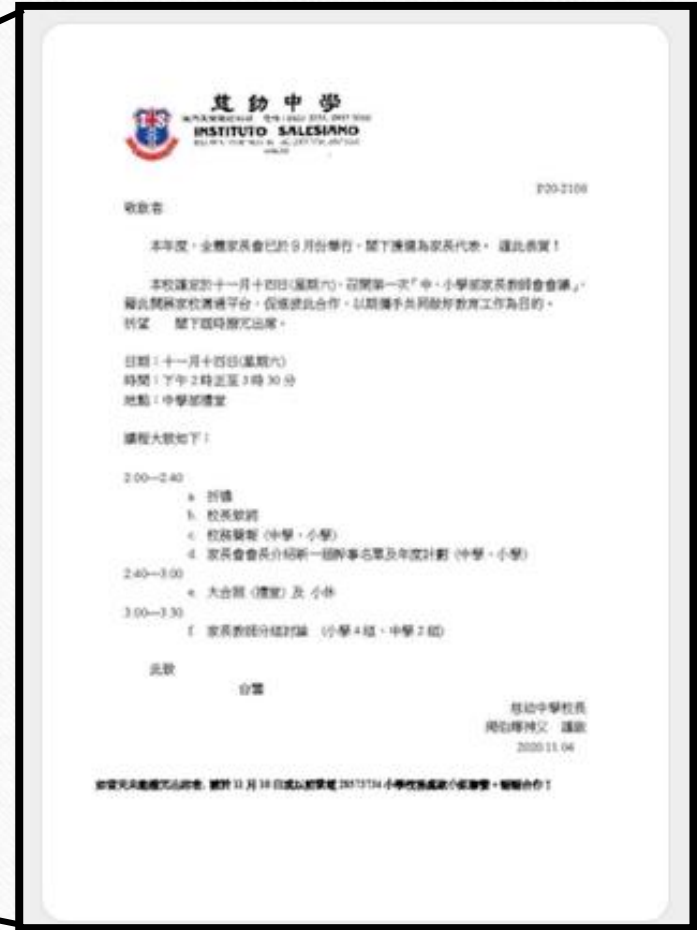 慈幼中學
INSTITUTO SALESIANO
P20-2106
敬啟者
本年度，全體家長會已於9月份舉行，閣下獲選為家長代表。 謹此恭賀！
本校謹定於十一月十四日(星期六)，召開第一次「中、小學部家長教師會會議」，
藉此開展家校溝通平台，促進彼此合作，以期攜手共同做好教育工作為目的。
祈望 閣下屆時撥冗出席。
日期：十一月十四日(星期六)
時間：下午2時正至3時30分
地點：中學部禮堂
議程大致如下：
2:00—2:40
a. 祈禱
b. 校長致詞
c. 校務簡報 (中學、小學)
d. 家長會會長介紹新一屆幹事名單及年度計劃 (中學、小學)
2:40—3:00
e. 大合照 (禮堂) 及 小休
3:00—3:30
f. 家長教師分組討論 (小學4組、中學2組)
此致
台鑒
慈幼中學校長
神父 謹啟
2020.11.04